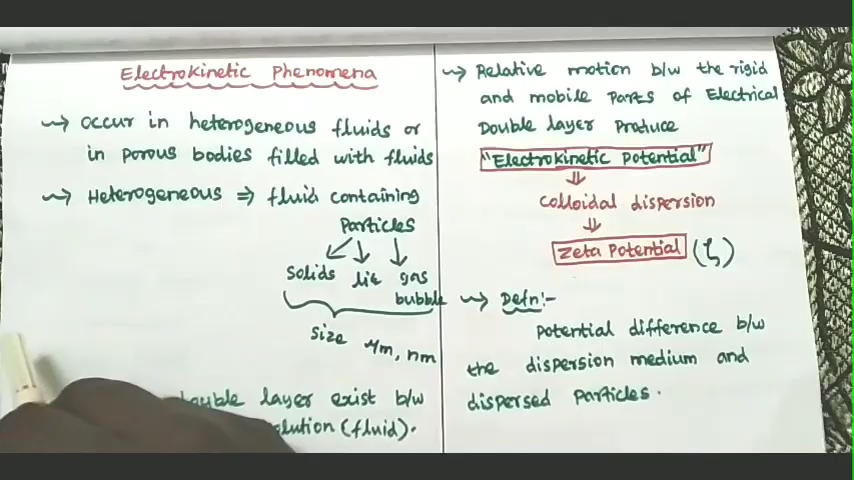 Electrokinetic Phenomena
⇝ occur in heterogeneous fluids or
in porous bodies filled with fluids
⇝ Heterogeneous ⇒ fluid containing
particles
solids liq gas
bubble
size μm, nm
double layer exist b/w
solution (fluid).
⇝ Relative motion b/w the rigid
and mobile parts of Electrical
Double layer produce
"Electrokinetic potential"
⇓
colloidal dispersion
⇓
Zeta potential (ζ)
⇝ Defn:-
Potential difference b/w
the dispersion medium and
dispersed particles.